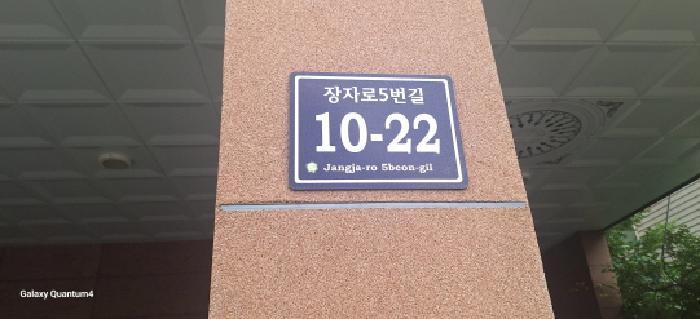 장자로5번길
10-22
Jangja-ro 5beon-gil
Galaxy Quantum4